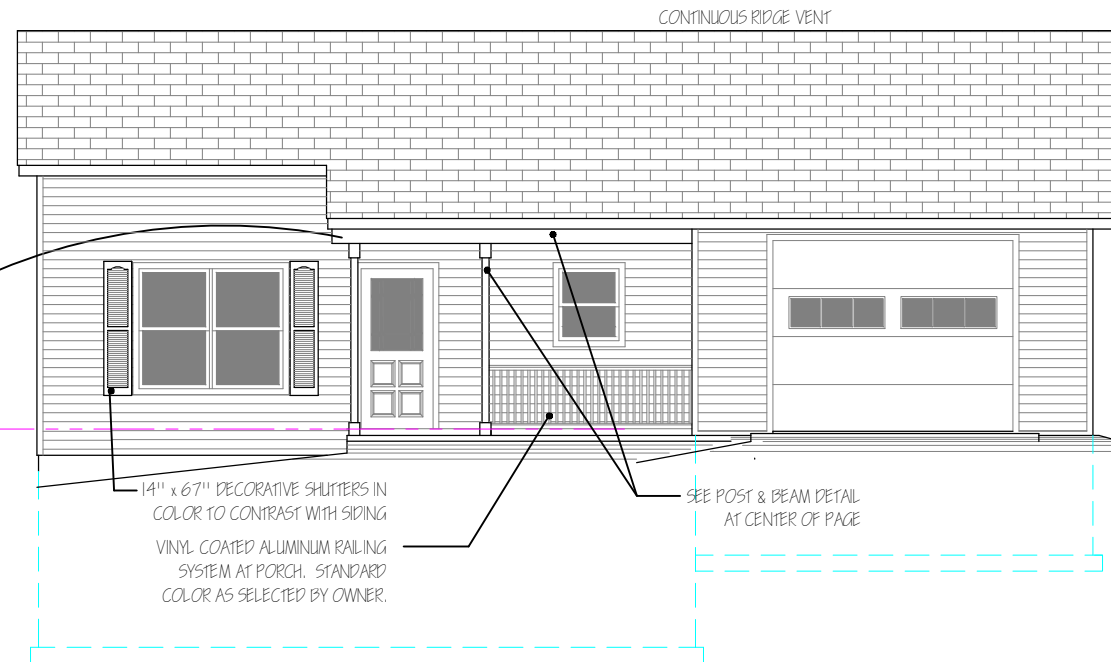 CONTINUOUS RIDGE VENT
14" x 67" DECORATIVE SHUTTERS IN
COLOR TO CONTRAST WITH SIDING
SEE POST & BEAM DETAIL
AT CENTER OF PAGE
VINYL COATED ALUMINUM RAILING
SYSTEM AT PORCH. STANDARD
COLOR AS SELECTED BY OWNER.